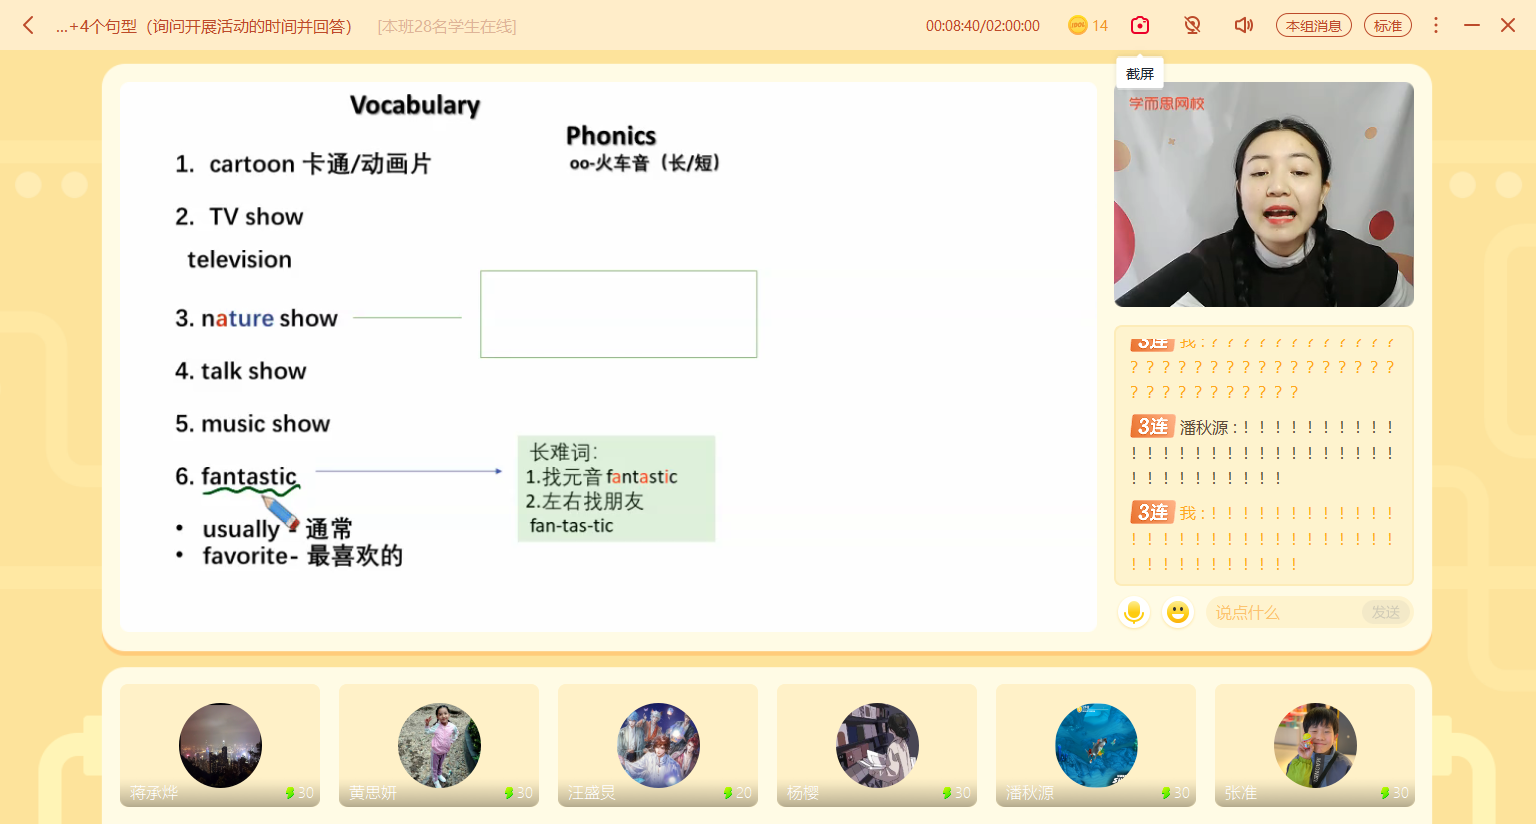 ...+4个句型（询问开展活动的时间并回答）
[本班28名学生在线]
00:08:40/02:00:00
100%
14
本组消息
标准
截屏
学而思网校
Vocabulary
Phonics
oo-火车音（长/短）
1. cartoon 卡通/动画片
2. TV show
television
3. nature show
4. talk show
5. music show
6. fantastic
• usually - 通常
• favorite- 最喜欢的
长难词:
1.找元音 fantastic
2.左右找朋友
fan-tas-tic
3连 我 : ? ? ? ? ? ? ? ? ? ? ? ?
? ? ? ? ? ? ? ? ? ? ? ? ? ? ? ? ?
? ? ? ? ? ? ? ? ? ? ?
3连 潘秋源 : ! ! ! ! ! ! ! ! ! !
! ! ! ! ! ! ! ! ! ! ! ! ! ! ! ! !
! ! ! ! ! ! ! ! ! !
3连 我 : ! ! ! ! ! ! ! ! ! ! ! !
! ! ! ! ! ! ! ! ! ! ! ! ! ! ! ! !
! ! ! ! ! ! ! ! ! ! !
说点什么
发送
蒋承烨 30
黄思妍 30
汪盛炅 20
杨樱 30
潘秋源 30
张准 30